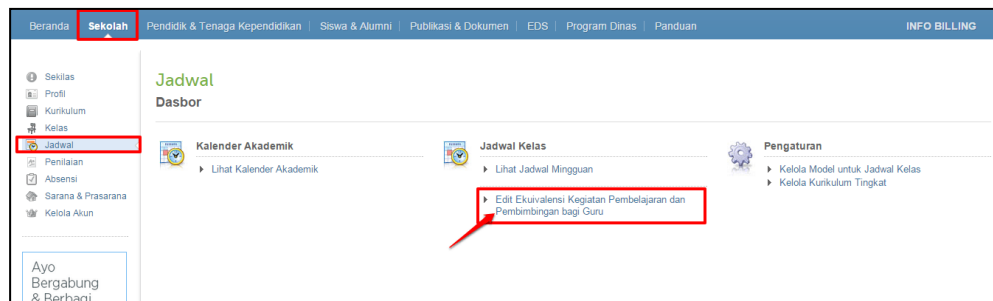 Beranda Sekolah Pendidik & Tenaga Kependidikan Siswa & Alumni Publikasi & Dokumen EDS Program Dinas Panduan INFO BILLING
Sekilas
Profil
Kurikulum
Kelas
Jadwal
Penilaian
Absensi
Sarana & Prasarana
Kelola Akun
Ayo
Bergabung
& Berbagi
Jadwal
Dasbor
Kalender Akademik
Lihat Kalender Akademik
Jadwal Kelas
Lihat Jadwal Mingguan
Edit Ekuivalensi Kegiatan Pembelajaran dan
Pembimbingan bagi Guru
Pengaturan
Kelola Model untuk Jadwal Kelas
Kelola Kurikulum Tingkat